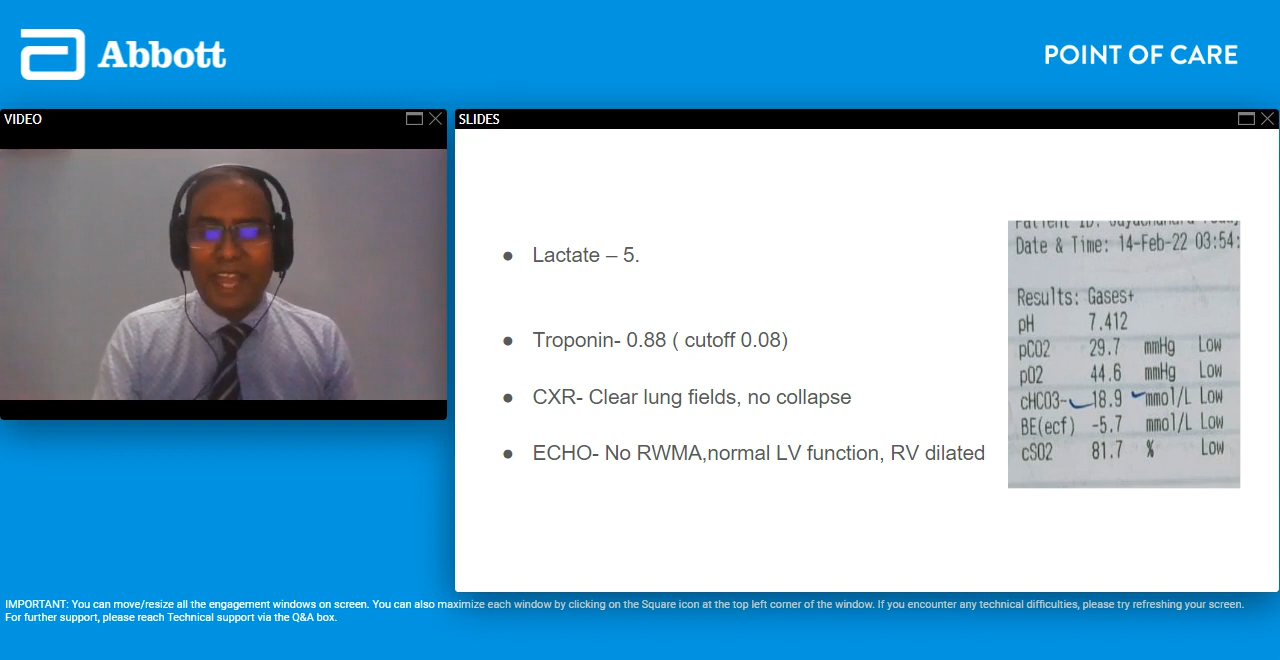 Abbott
POINT OF CARE
VIDEO
SLIDES
● Lactate – 5.
● Troponin- 0.88 ( cutoff 0.08)
● CXR- Clear lung fields, no collapse
● ECHO- No RWMA,normal LV function, RV dilated
Patient ID:
Date & Time: 14-Feb-22 03:54:
Results: Gases+
pH 7.412
pCO2 29.7 mmHg Low
pO2 44.6 mmHg Low
cHCO3- 18.9 mmol/L Low
BE(ecf) -5.7 mmol/L Low
cSO2 81.7 % Low
IMPORTANT: You can move/resize all the engagement windows on screen. You can also maximize each window by clicking on the Square icon at the top left corner of the window. If you encounter any technical difficulties, please try refreshing your screen.
For further support, please reach Technical support via the Q&A box.